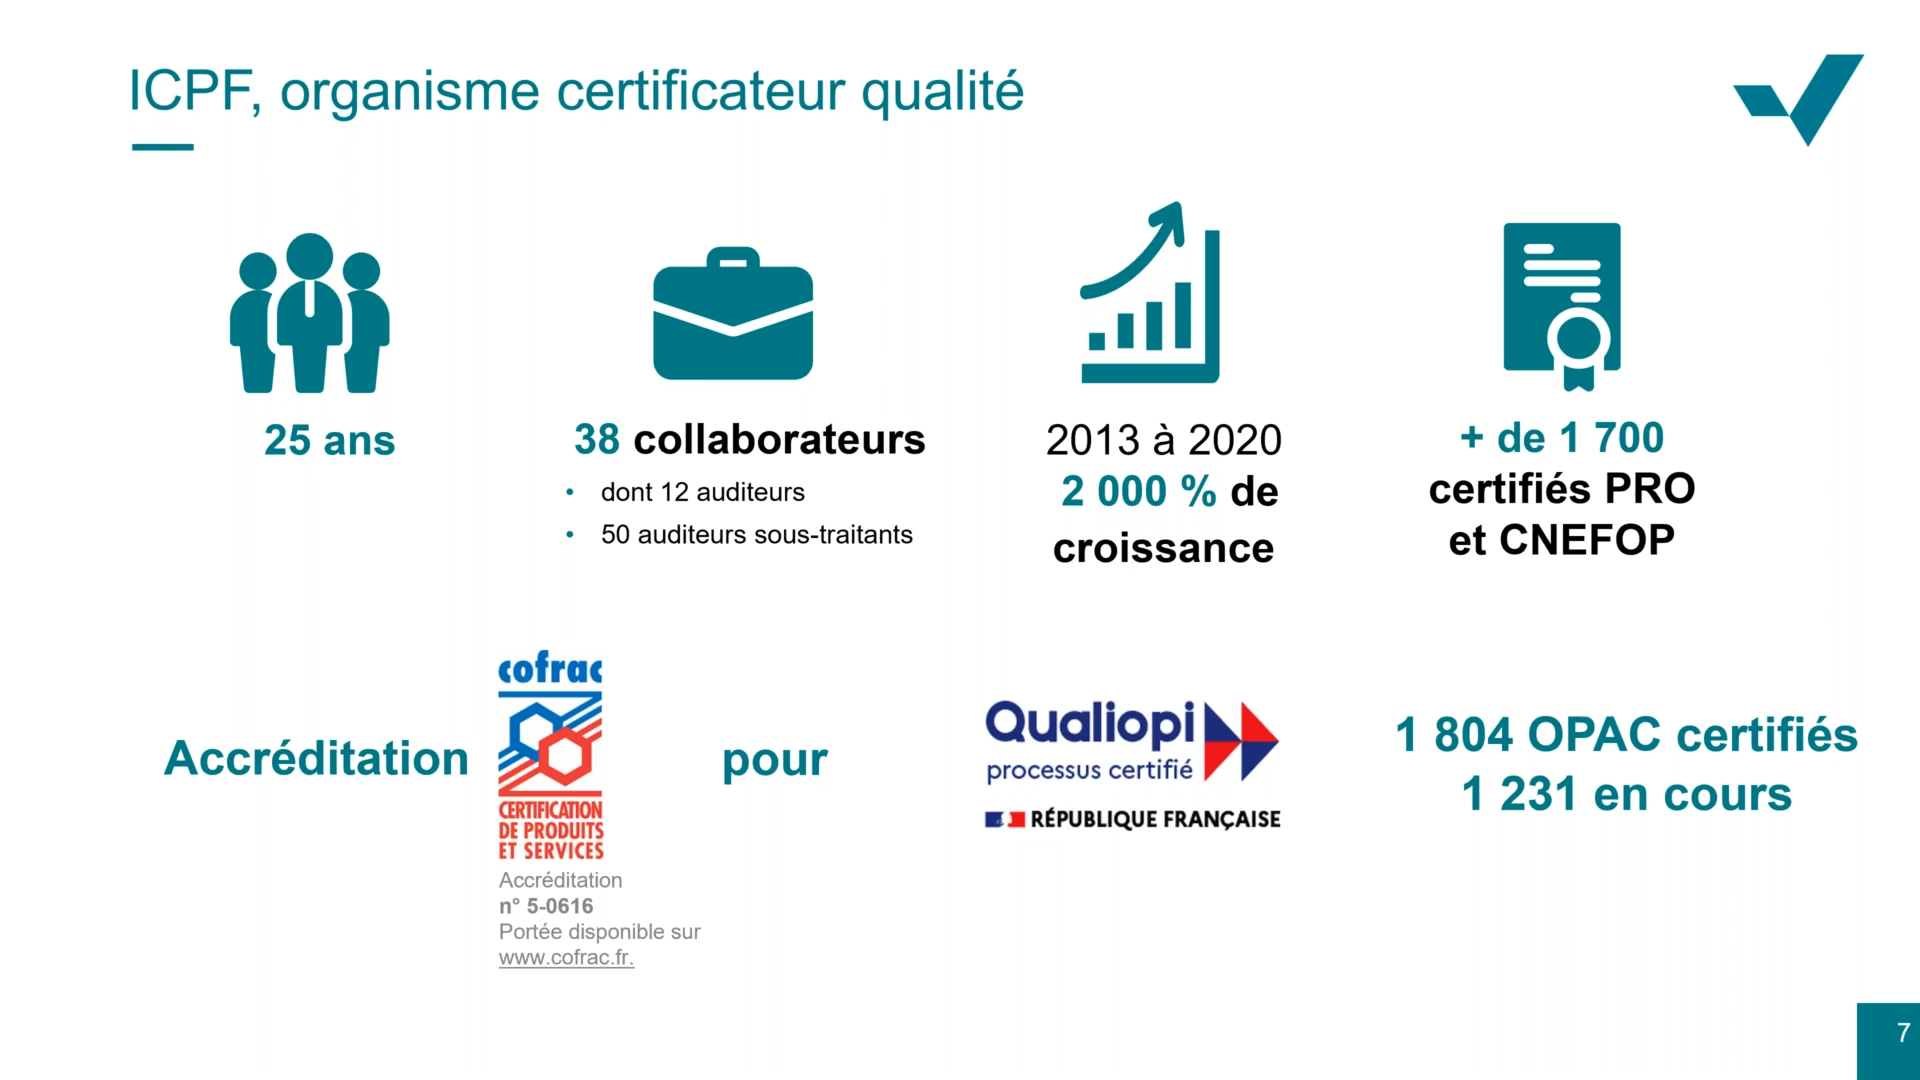 ICPF, organisme certificateur qualité
25 ans
38 collaborateurs
• dont 12 auditeurs
• 50 auditeurs sous-traitants
2013 à 2020
2 000 % de
croissance
+ de 1 700
certifiés PRO
et CNEFOP
Accréditation
cofrac
CERTIFICATION
DE PRODUITS
ET SERVICES
Accréditation
n° 5-0616
Portée disponible sur
www.cofrac.fr.
pour
Qualiopi
processus certifié
RÉPUBLIQUE FRANÇAISE
1 804 OPAC certifiés
1 231 en cours
7